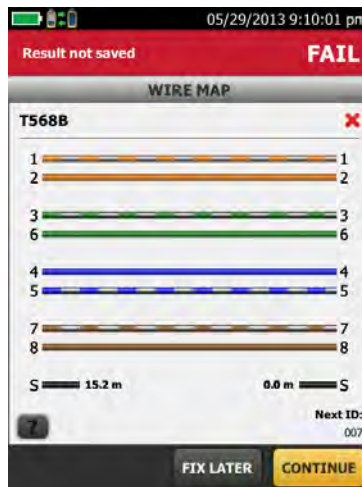 05/29/2013 9:10:01 pm
Result not saved FAIL
WIRE MAP
T568B
1 1
2 2
3 3
6 6
4 4
5 5
7 7
8 8
S 15.2 m 0.0 m S
?
Next ID:
007
FIX LATER CONTINUE